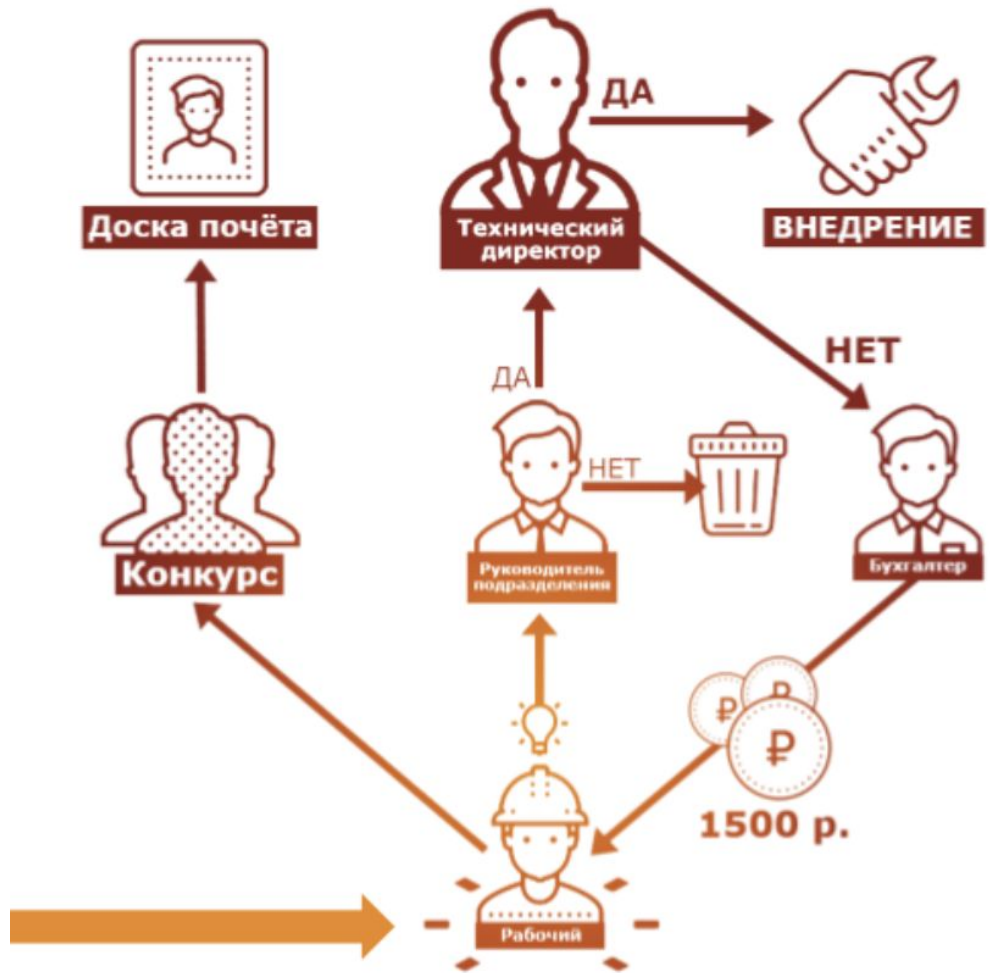 ДА
Доска почёта
Технический
директор
ВНЕДРЕНИЕ
НЕТ
ДА
НЕТ
Конкурс
Руководитель
подразделения
Бухгалтер
₽
₽
₽
1500 р.
Рабочий